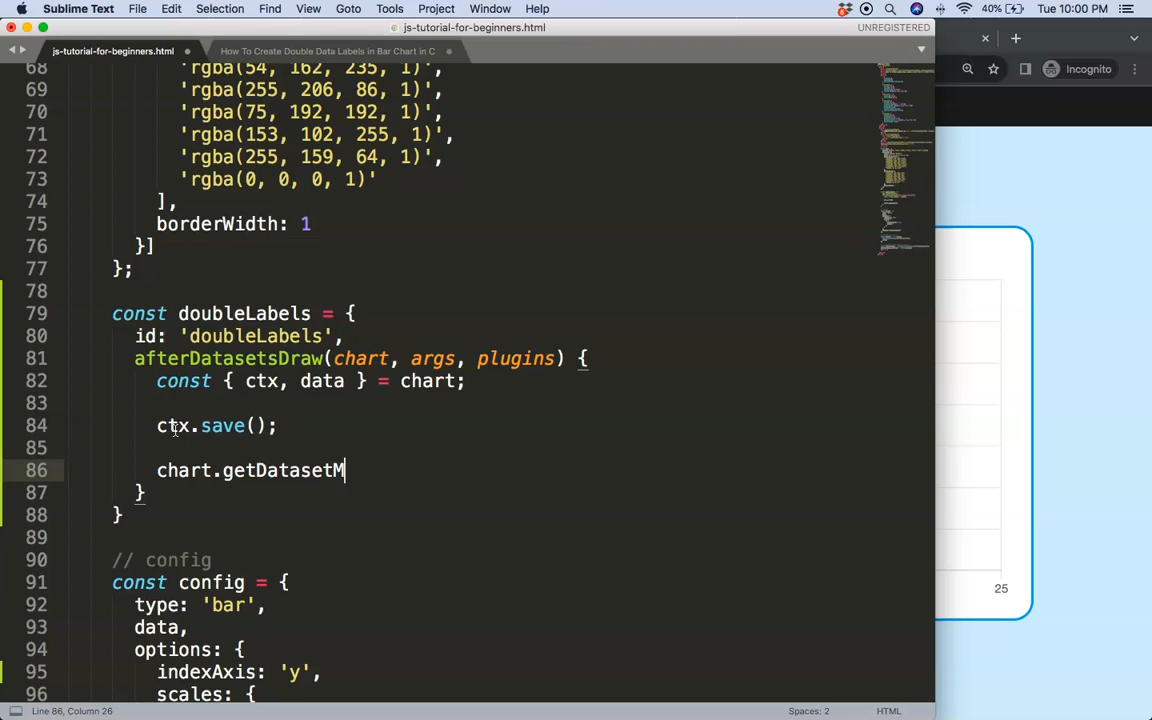 Sublime Text File Edit Selection Find View Goto Tools Project Window Help 40% Tue 10:00 PM
js-tutorial-for-beginners.html UNREGISTERED
js-tutorial-for-beginners.html How To Create Double Data Labels in Bar Chart in C
Incognito
68 'rgba(54, 162, 235, 1)',
69 'rgba(255, 206, 86, 1)',
70 'rgba(75, 192, 192, 1)',
71 'rgba(153, 102, 255, 1)',
72 'rgba(255, 159, 64, 1)',
73 'rgba(0, 0, 0, 1)'
74 ],
75 borderWidth: 1
76 }]
77 };
78
79 const doubleLabels = {
80 id: 'doubleLabels',
81 afterDatasetsDraw(chart, args, plugins) {
82 const { ctx, data } = chart;
83
84 ctx.save();
85
86 chart.getDatasetM
87 }
88 }
89
90 // config
91 const config = {
92 type: 'bar',
93 data,
94 options: {
95 indexAxis: 'y',
96 scales: {
25
Line 86, Column 26 Spaces: 2 HTML